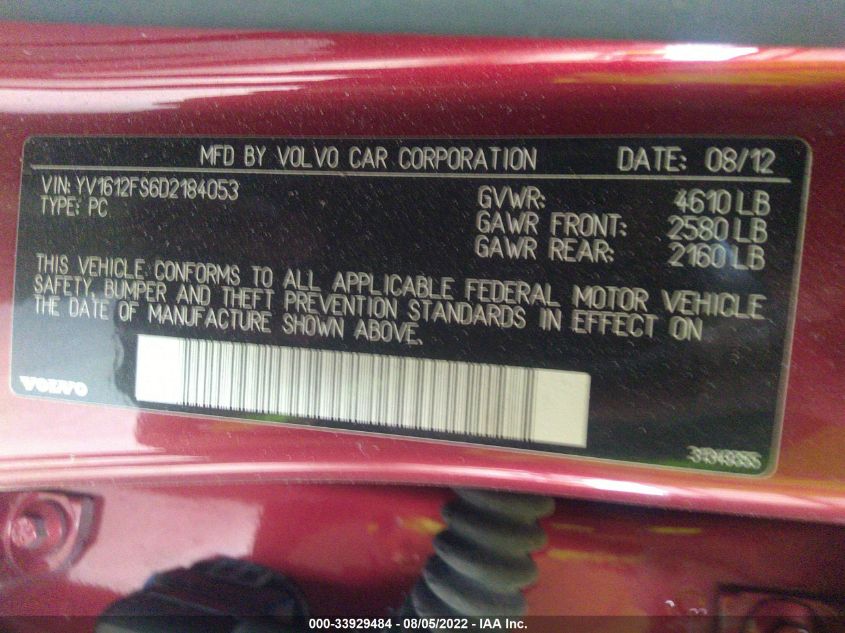 MFD BY VOLVO CAR CORPORATION DATE: 08/12
VIN: YV1612FS6D2184053
TYPE: PC
GVWR: 4610 LB
GAWR FRONT: 2580 LB
GAWR REAR: 2160 LB
THIS VEHICLE CONFORMS TO ALL APPLICABLE FEDERAL MOTOR VEHICLE
SAFETY, BUMPER AND THEFT PREVENTION STANDARDS IN EFFECT ON
THE DATE OF MANUFACTURE SHOWN ABOVE.
VOLVO
000-33929484 - 08/05/2022 - IAA Inc.